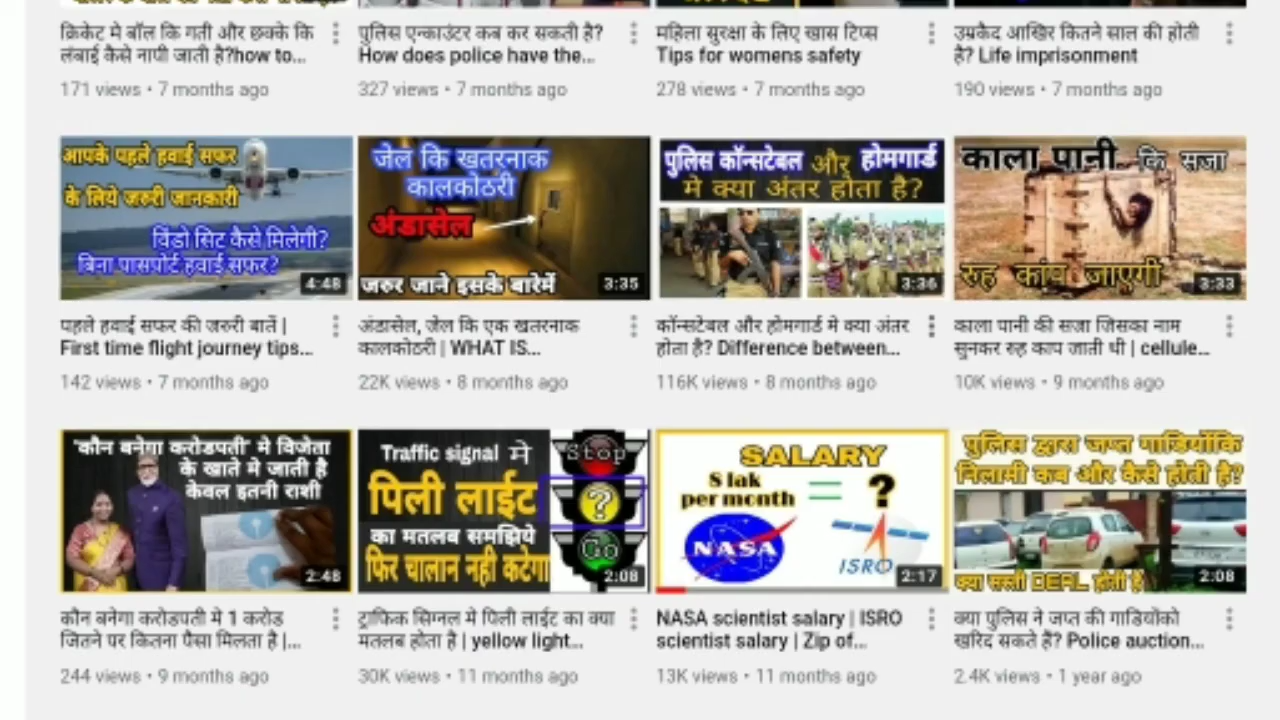 क्रिकेट मे बॉल कि गती और छक्के कि
लंबाई कैसे नापी जाती है?how to...
171 views • 7 months ago
पुलिस एन्काउंटर कब कर सकती है?
How does police have the...
327 views • 7 months ago
महिला सुरक्षा के लिए खास टिप्स
Tips for womens safety
278 views • 7 months ago
उम्रकैद आखिर कितने साल की होती
है? Life imprisonment
190 views • 7 months ago
आपके पहले हवाई सफर
के लिये जरुरी जानकारी
विंडो सिट कैसे मिलेगी?
बिना पासपोर्ट हवाई सफर?
4:48
पहले हवाई सफर की जरुरी बातें |
First time flight journey tips...
142 views • 7 months ago
जेल कि खतरनाक
कालकोठरी
अंडासेल
जरुर जाने इसके बारेमें
3:35
अंडासेल, जेल कि एक खतरनाक
कालकोठरी | WHAT IS...
22K views • 8 months ago
पुलिस कॉन्सटेबल और होमगार्ड
मे क्या अंतर होता है?
3:36
कॉन्सटेबल और होमगार्ड मे क्या अंतर
होता है? Difference between...
116K views • 8 months ago
काला पानी कि सजा
रुह कांप जाएगी
3:33
काला पानी की सजा जिसका नाम
सुनकर रुह काप जाती थी | cellule...
10K views • 9 months ago
'कौन बनेगा करोडपती' मे विजेता
के खाते मे जाती है
केवल इतनी राशी
2:48
कौन बनेगा करोडपती मे 1 करोड
जितने पर कितना पैसा मिलता है |...
244 views • 9 months ago
Traffic signal मे
पिली लाईट
का मतलब समझिये
फिर चालान नही कटेगा
Stop
?
Go
2:08
ट्राफिक सिग्नल मे पिली लाईट का क्या
मतलब होता है | yellow light...
30K views • 11 months ago
SALARY
8 lak
per month = ?
NASA
ISRO
2:17
NASA scientist salary | ISRO
scientist salary | Zip of...
13K views • 11 months ago
पुलिस द्वारा जप्त गाडियोंकि
निलामी कब और कैसे होती है?
क्या सस्ती DEAL होती है
2:08
क्या पुलिस ने जप्त की गाडियोंको
खरिद सकते हैं? Police auction...
2.4K views • 1 year ago